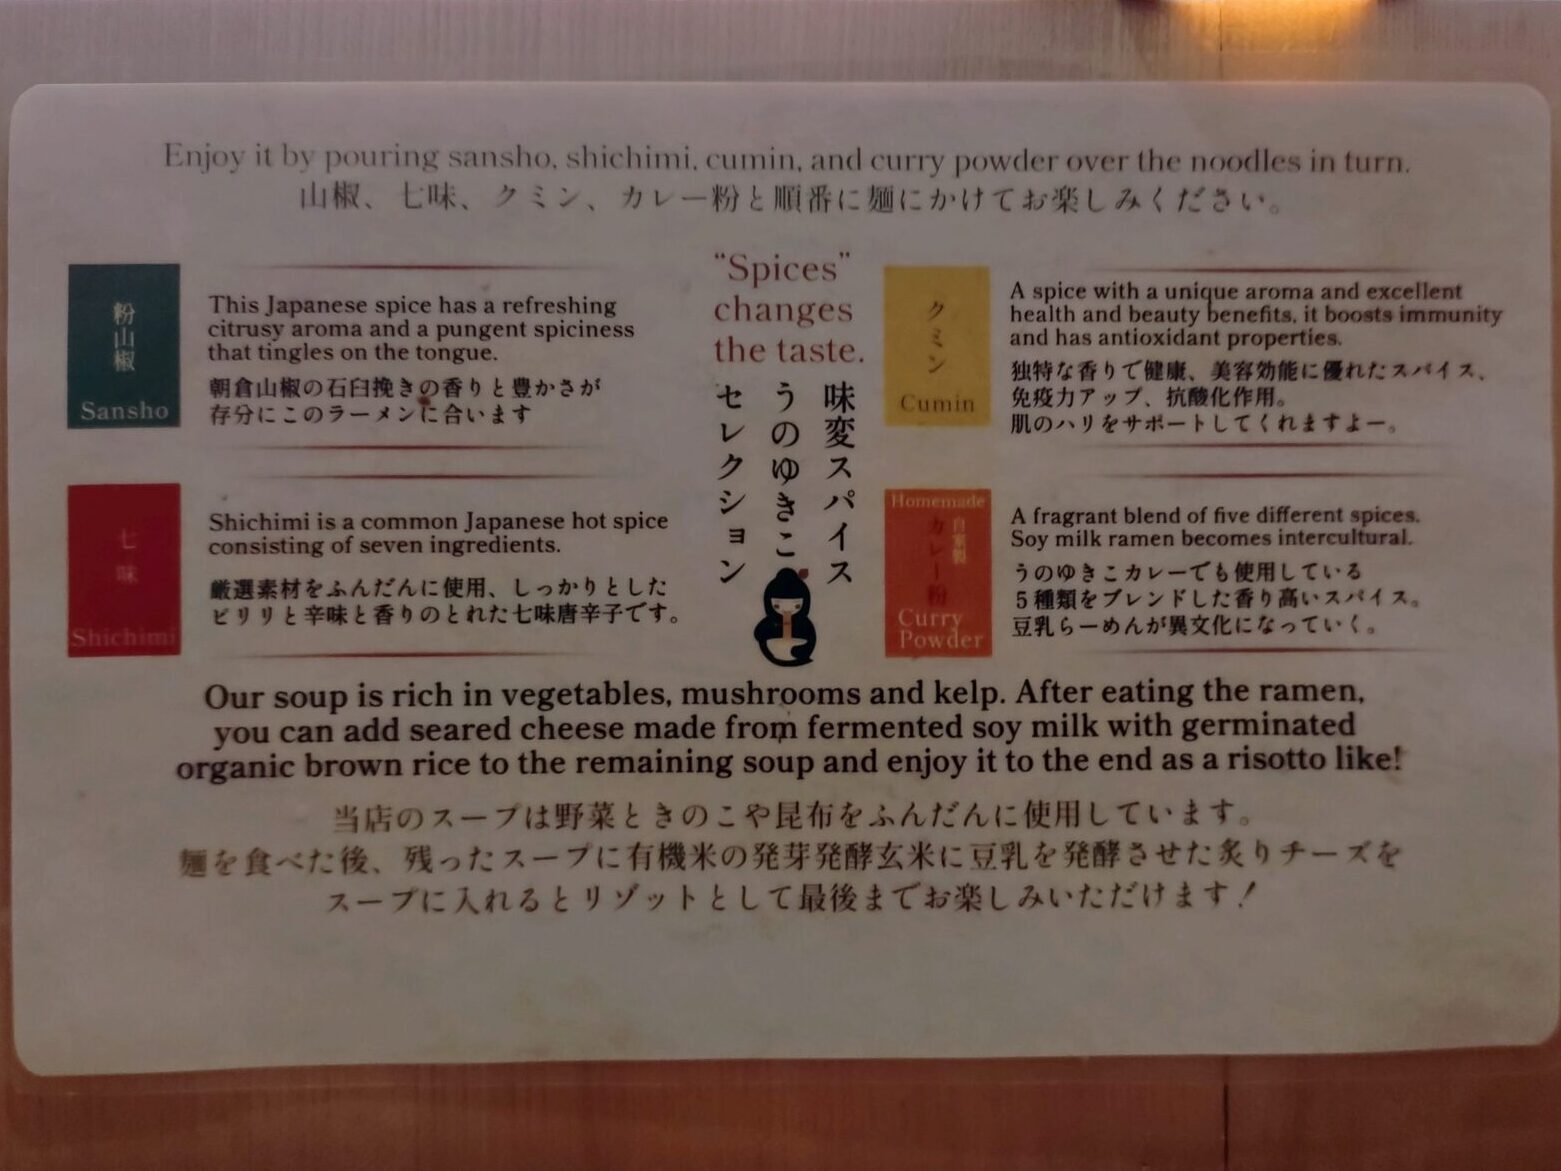 Enjoy it by pouring sansho, shichimi, cumin, and curry powder over the noodles in turn.
山椒、七味、クミン、カレー粉と順番に麺にかけてお楽しみください。
粉山椒
Sansho
This Japanese spice has a refreshing
citrusy aroma and a pungent spiciness
that tingles on the tongue.
朝倉山椒の石臼挽きの香りと豊かさが
存分にこのラーメンに合います
七味
Shichimi
Shichimi is a common Japanese hot spice
consisting of seven ingredients.
厳選素材をふんだんに使用、しっかりとした
ピリリと辛味と香りのとれた七味唐辛子です。
“Spices”
changes
the taste.
味変スパイス
うのゆきこ
セレクション
クミン
Cumin
A spice with a unique aroma and excellent
health and beauty benefits, it boosts immunity
and has antioxidant properties.
独特な香りで健康、美容効能に優れたスパイス、
免疫力アップ、抗酸化作用。
肌のハリをサポートしてくれますよー。
Homemade
自家製
カレー粉
Curry
Powder
A fragrant blend of five different spices.
Soy milk ramen becomes intercultural.
うのゆきこカレーでも使用している
5種類をブレンドした香り高いスパイス。
豆乳らーめんが異文化になっていく。
Our soup is rich in vegetables, mushrooms and kelp. After eating the ramen,
you can add seared cheese made from fermented soy milk with germinated
organic brown rice to the remaining soup and enjoy it to the end as a risotto like!
当店のスープは野菜ときのこや昆布をふんだんに使用しています。
麺を食べた後、残ったスープに有機米の発芽発酵玄米に豆乳を発酵させた炙りチーズを
スープに入れるとリゾットとして最後までお楽しみいただけます！